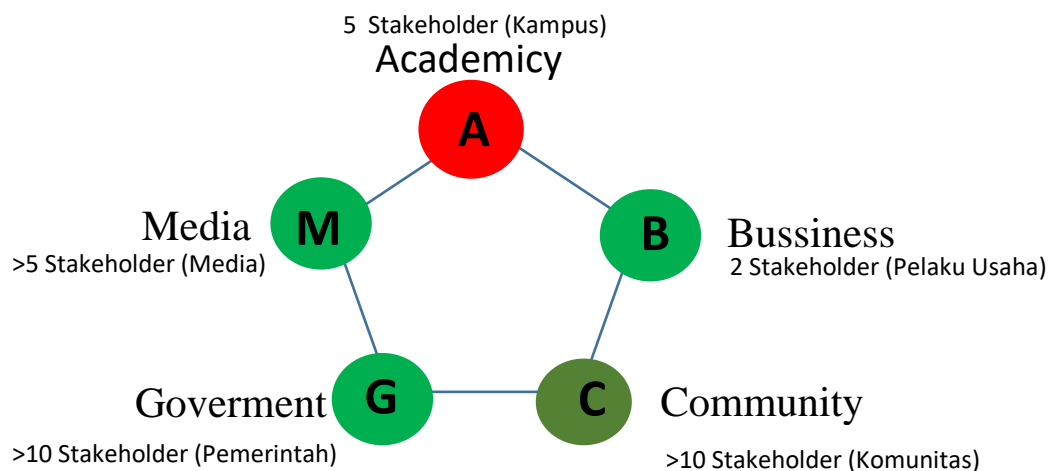 5 Stakeholder (Kampus)
Academicy
A
Media
>5 Stakeholder (Media)
M
B
Bussiness
2 Stakeholder (Pelaku Usaha)
Goverment
>10 Stakeholder (Pemerintah)
G
C
Community
>10 Stakeholder (Komunitas)